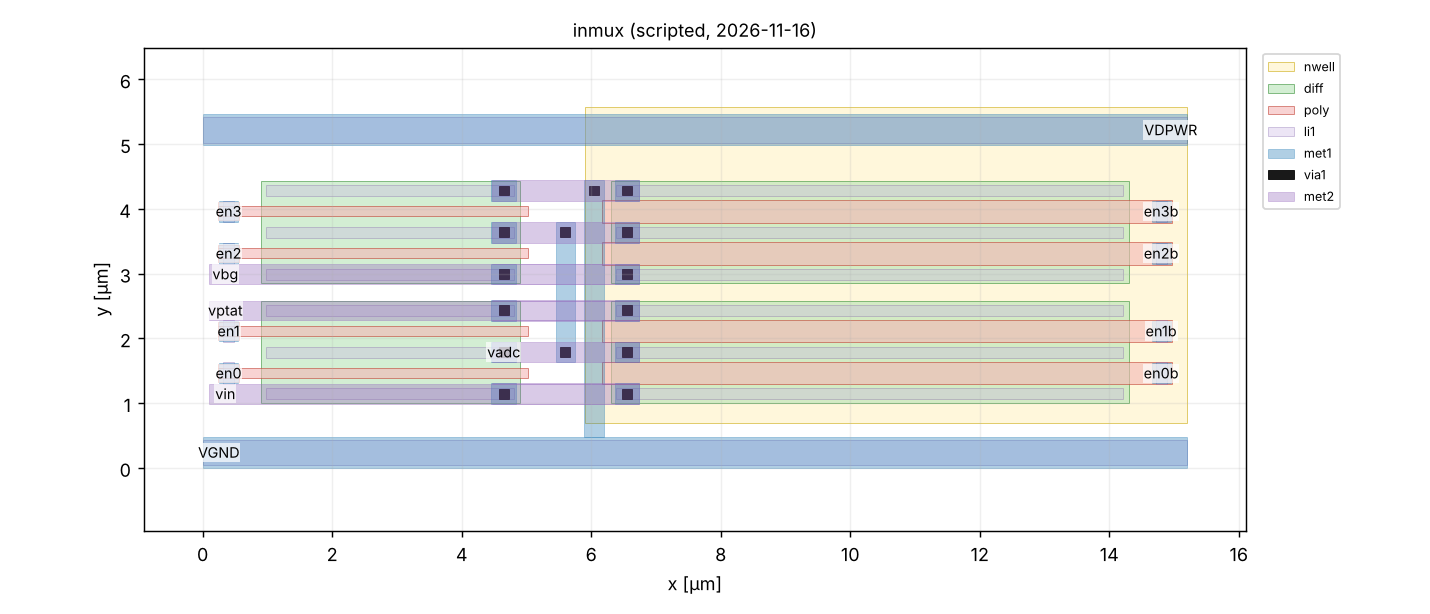 inmux (scripted, 2026-11-16)
y [µm]
6
5
4
3
2
1
0
VDPWR
en3
en3b
en2
en2b
vbg
vptat
en1
en1b
vadc
en0
en0b
vin
VGND
0 2 4 6 8 10 12 14 16
x [µm]
nwell
diff
poly
li1
met1
via1
met2